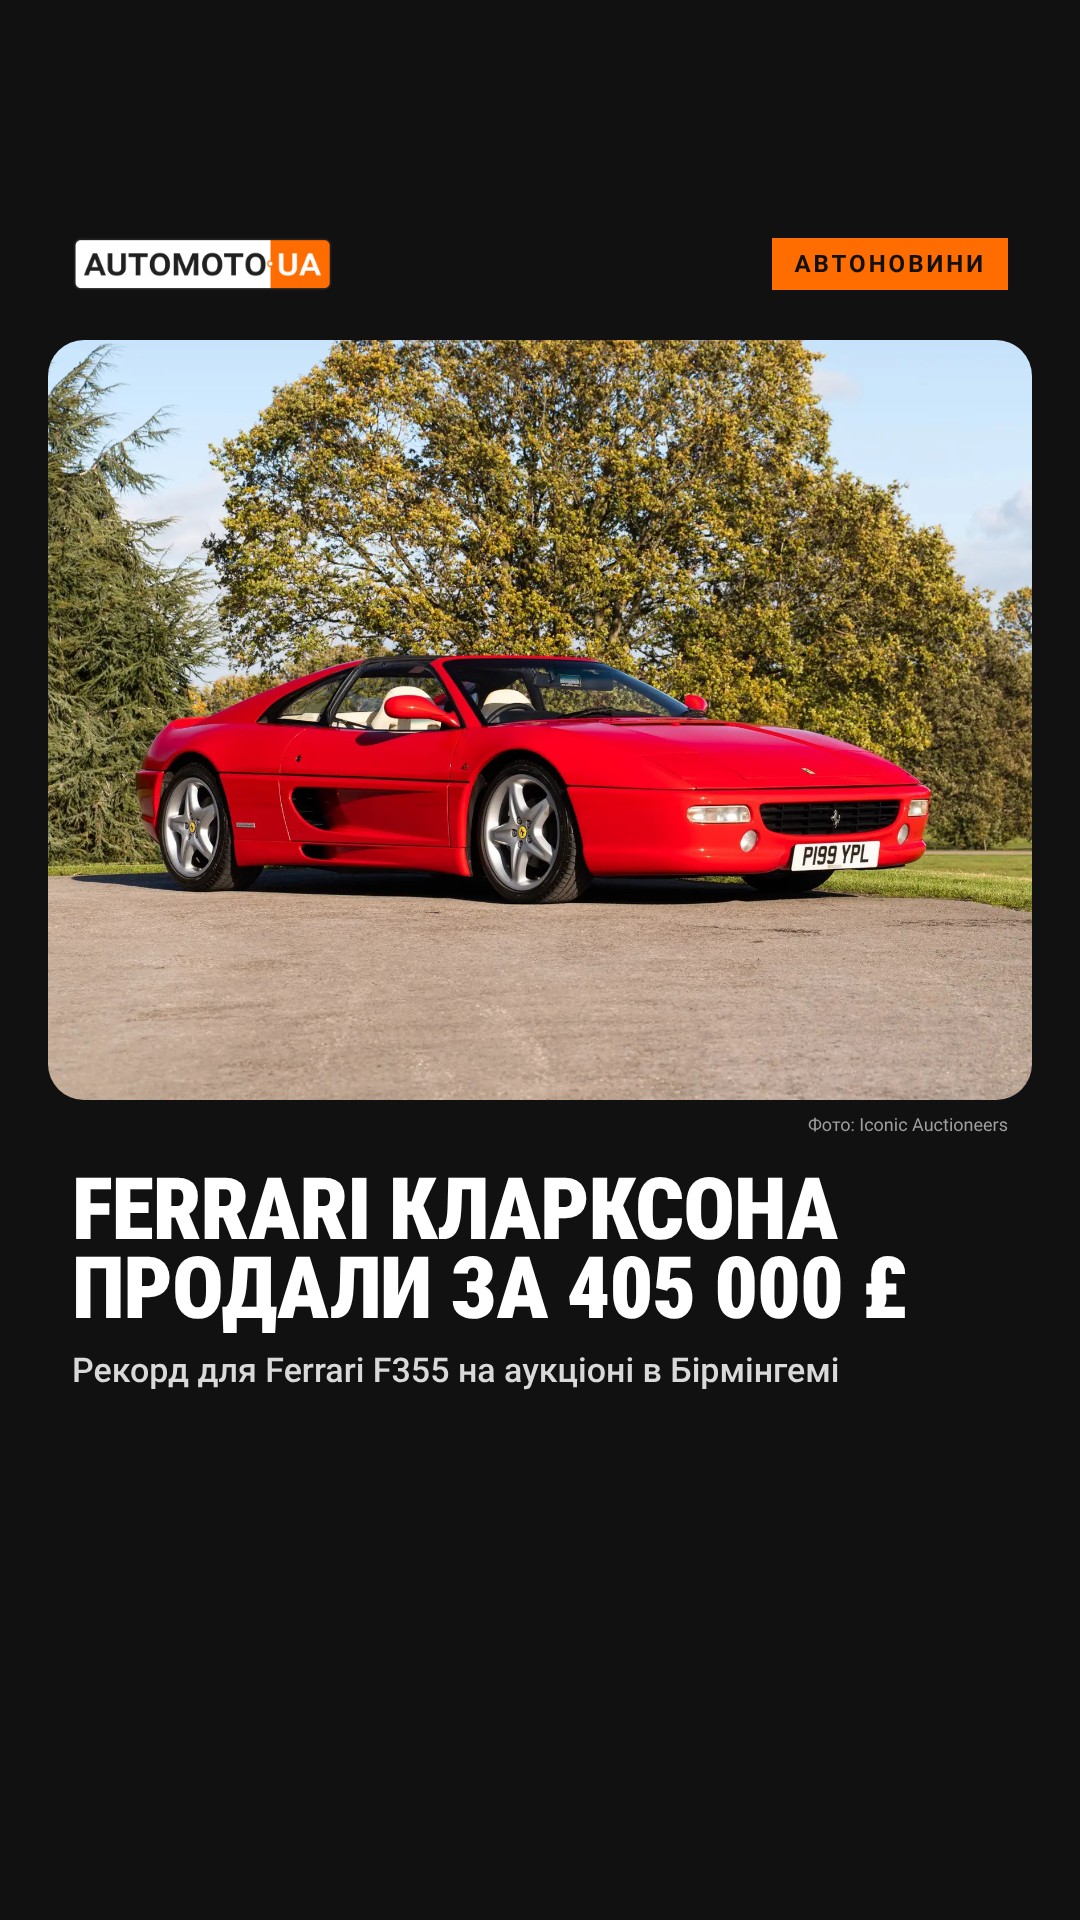 AUTOMOTO.UA
АВТОНОВИНИ
P199 YPL
Фото: Iconic Auctioneers
FERRARI КЛАРКСОНА
ПРОДАЛИ ЗА 405 000 £
Рекорд для Ferrari F355 на аукціоні в Бірмінгемі